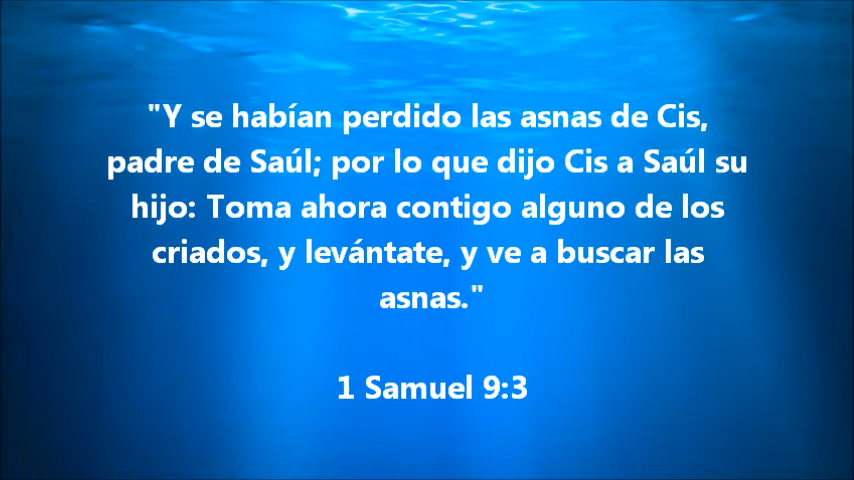 "Y se habían perdido las asnas de Cis,
padre de Saúl; por lo que dijo Cis a Saúl su
hijo: Toma ahora contigo alguno de los
criados, y levántate, y ve a buscar las
asnas."
1 Samuel 9:3